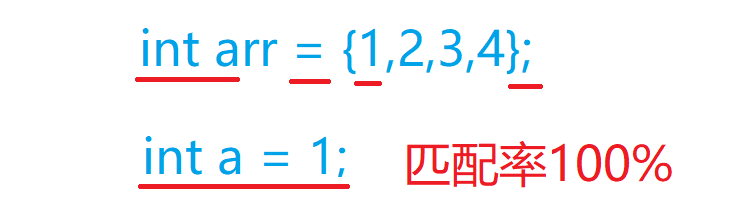 int arr = {1,2,3,4};
int a = 1; 匹配率100%